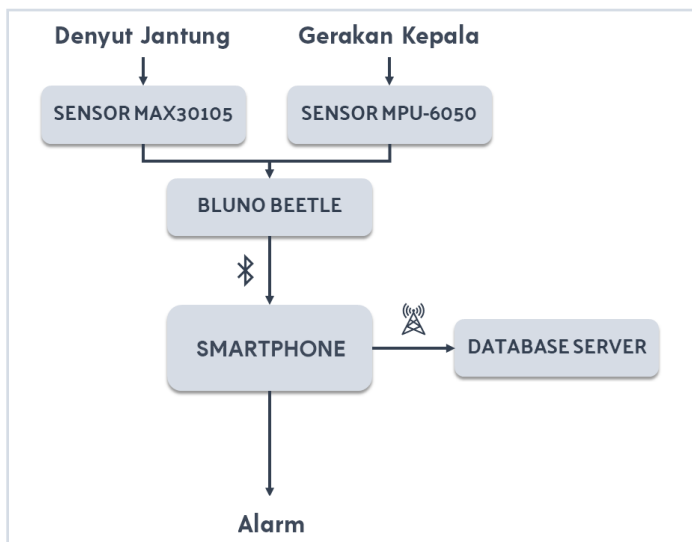 Denyut Jantung
Gerakan Kepala
SENSOR MAX30105
SENSOR MPU-6050
BLUNO BEETLE
SMARTPHONE
DATABASE SERVER
Alarm